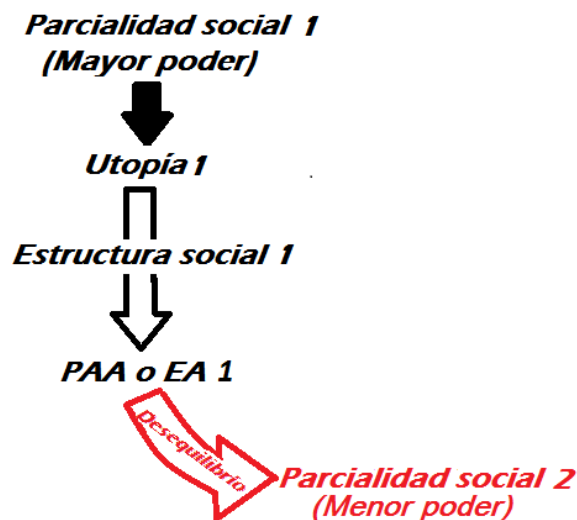 Parcialidad social 1
(Mayor poder)
Utopía 1
Estructura social 1
PAA o EA 1
Desequilibrio
Parcialidad social 2
(Menor poder)